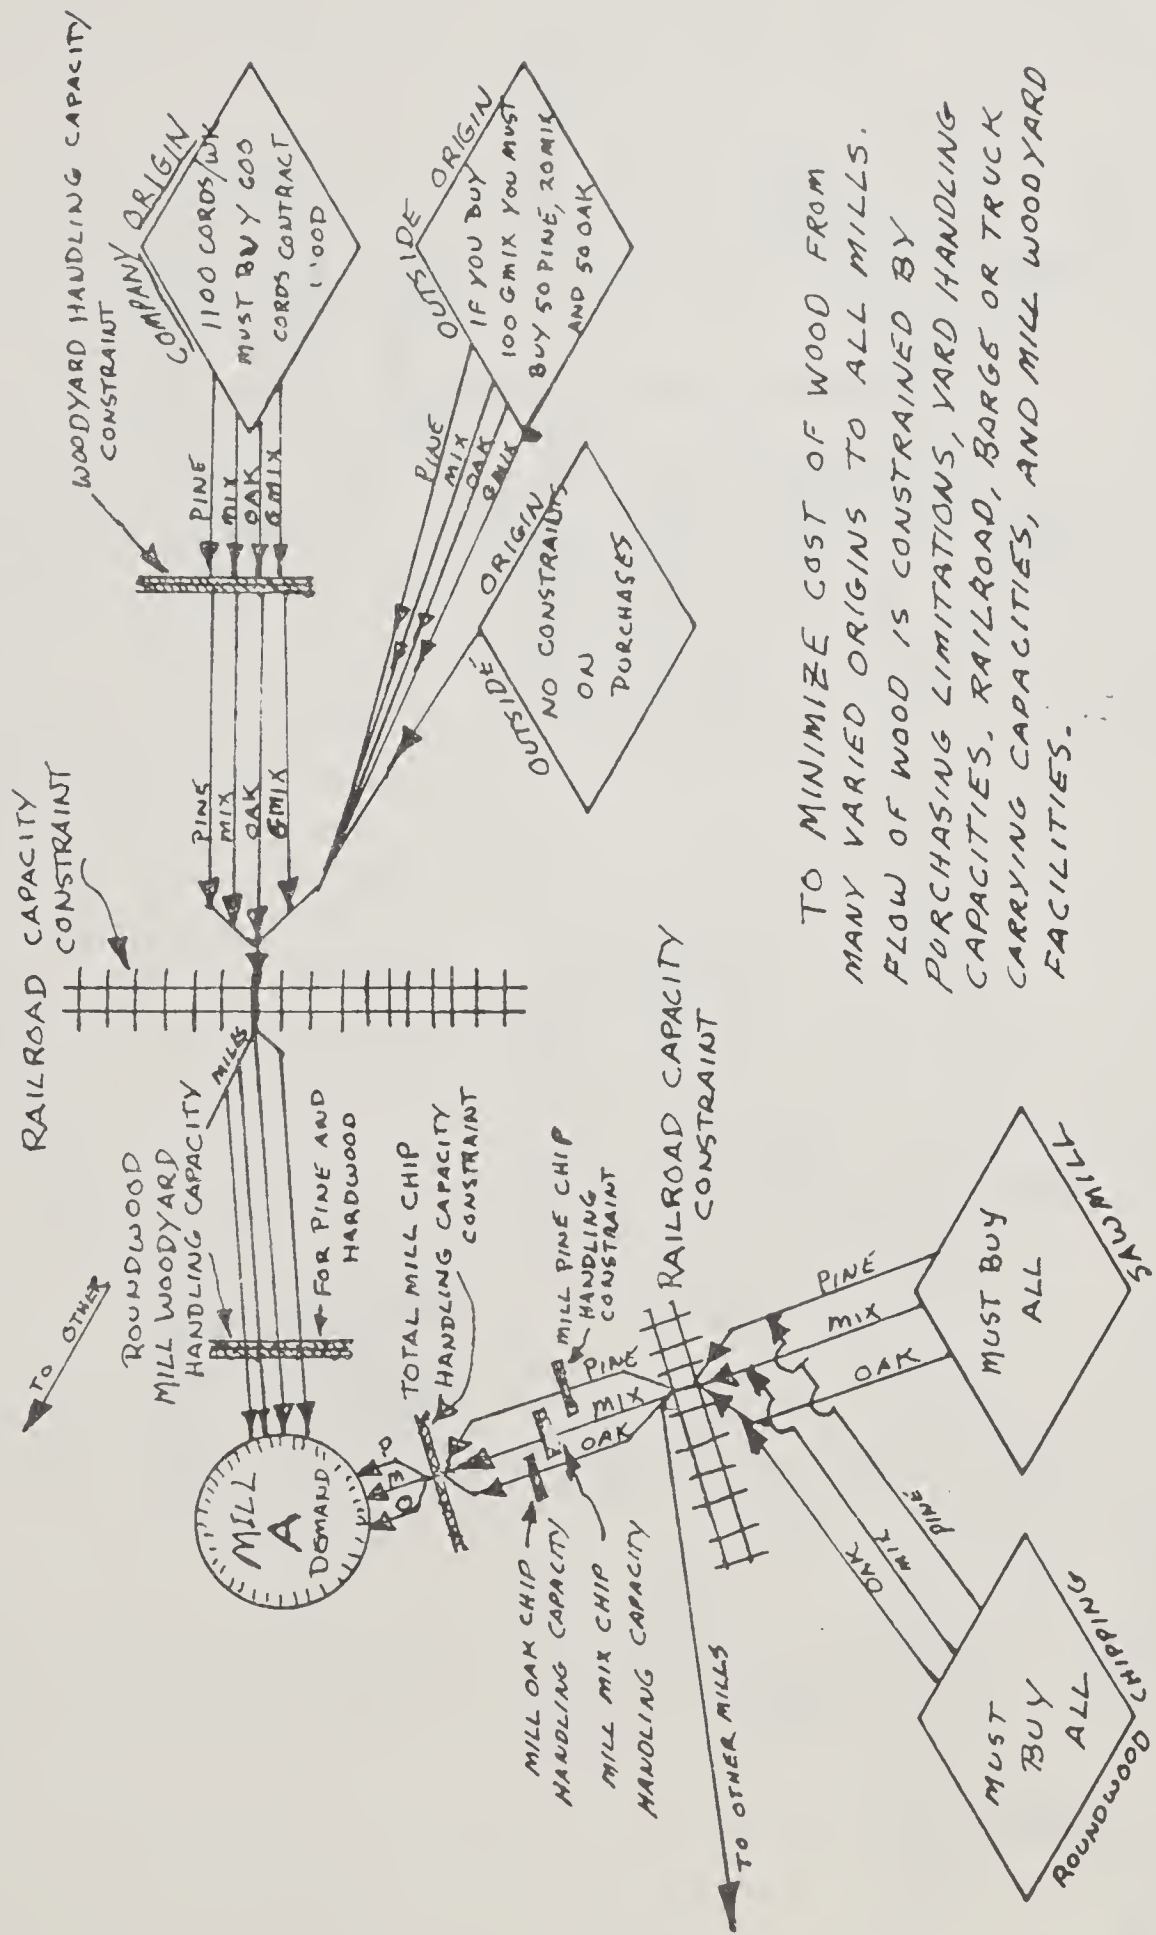 RAILROAD CAPACITY
CONSTRAINT
WOODYARD HANDLING CAPACITY
CONSTRAINT
COMPANY ORIGIN
1100 CORDS/WK
MUST BUY 600
CORDS CONTRACT
PINE
MIX
OAK
GMIX
PINE
MIX
OAK
GMIX
OUTSIDE ORIGIN
IF YOU BUY
100 GMIX YOU MUST
BUY 50 PINE, 20MIX
AND 50 OAK
PINE
MIX
OAK
GMIX
OUTSIDE ORIGIN
NO CONSTRAINTS
ON
PURCHASES
TO OTHER
MILLS
ROUNDWOOD
MILL WOODYARD
HANDLING CAPACITY
FOR PINE AND
HARDWOOD
MILL
A
DEMAND
P
M
O
TOTAL MILL CHIP
HANDLING CAPACITY
CONSTRAINT
MILL PINE CHIP
HANDLING
CONSTRAINT
PINE
MIX
OAK
MILL OAK CHIP
HANDLING CAPACITY
MILL MIX CHIP
HANDLING CAPACITY
RAILROAD CAPACITY
CONSTRAINT
TO OTHER MILLS
PINE
MIX
OAK
MUST BUY
ALL
SAWMILL
OAK
MIX
PINE
MUST
BUY
ALL
ROUNDWOOD CHIPPING
TO MINIMIZE COST OF WOOD FROM
MANY VARIED ORIGINS TO ALL MILLS.
FLOW OF WOOD IS CONSTRAINED BY
PURCHASING LIMITATIONS, YARD HANDLING
CAPACITIES, RAILROAD, BARGE OR TRUCK
CARRYING CAPACITIES, AND MILL WOODYARD
FACILITIES.